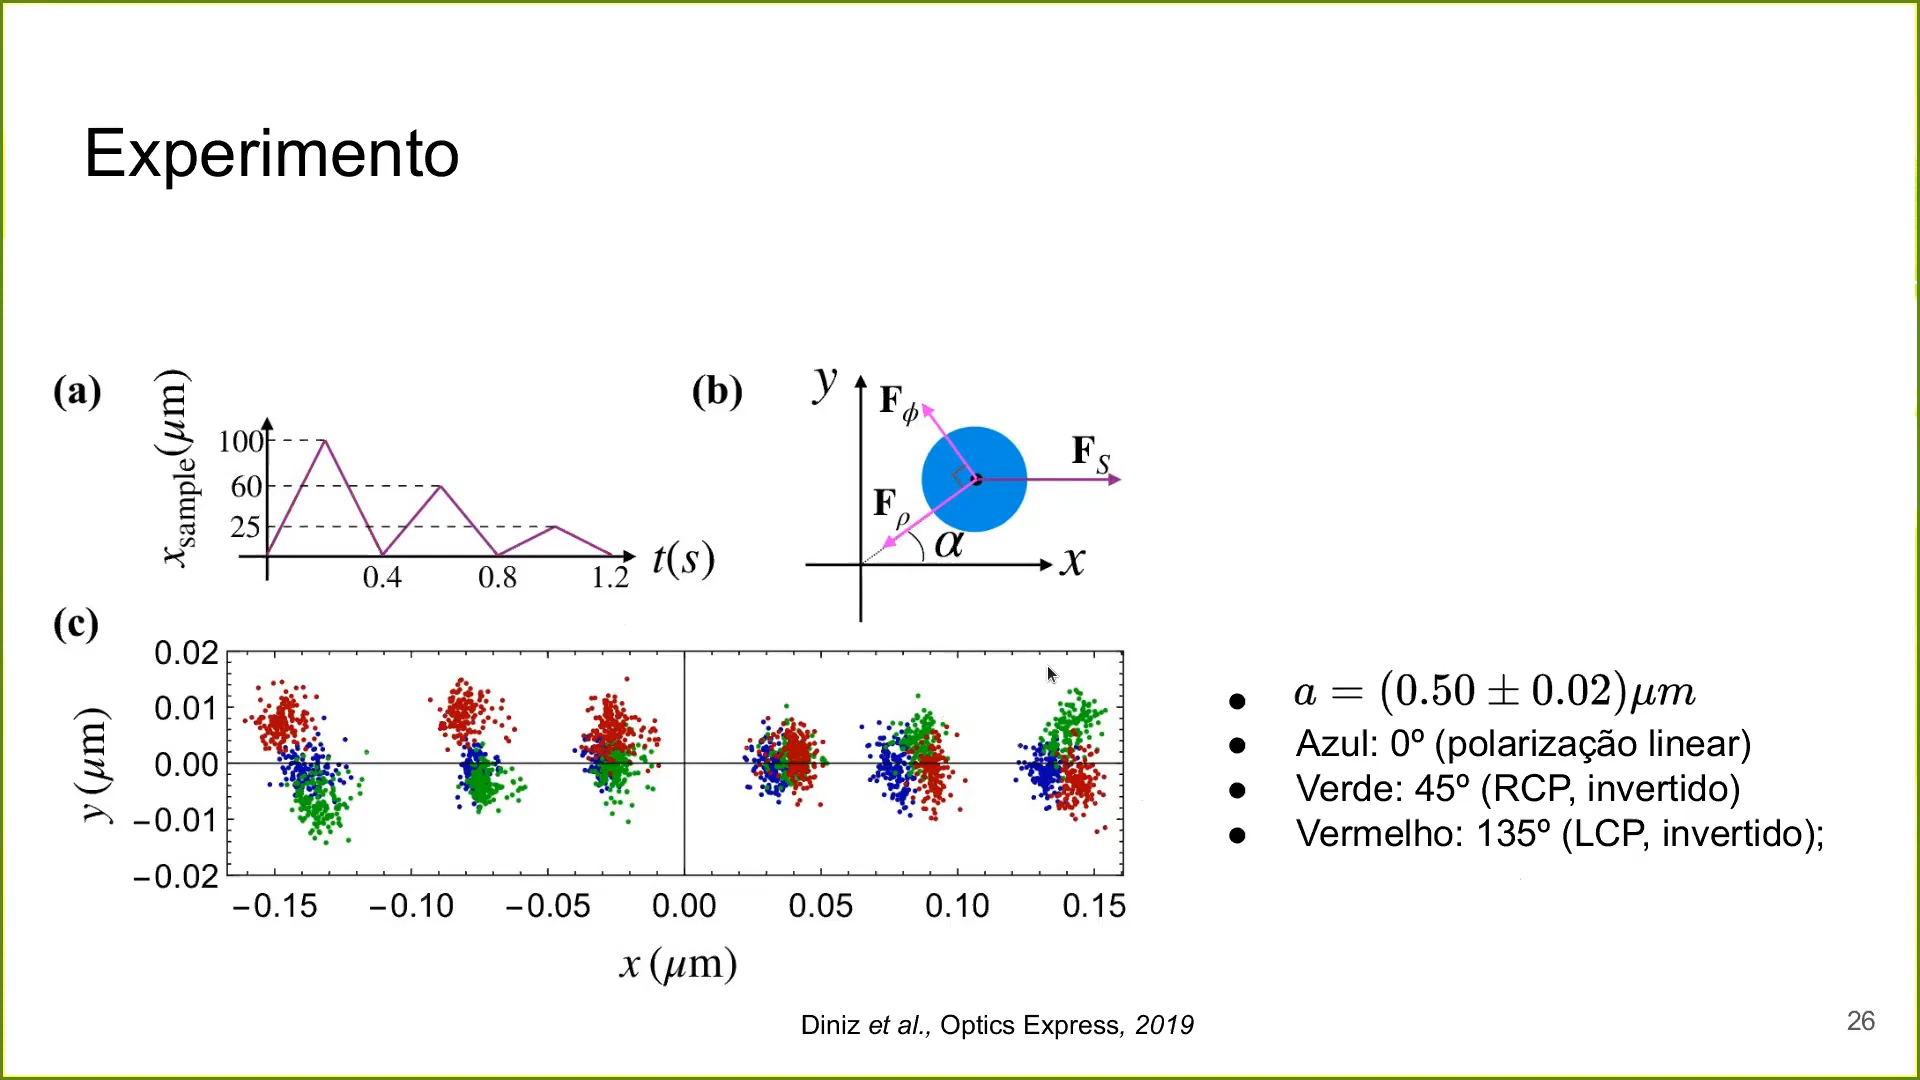 Experimento
(a)
x_sample(μm)
100
60
25
0.4 0.8 1.2
t(s)
(b)
y
F_ϕ
F_S
F_ρ
α
x
(c)
y (μm)
0.02
0.01
0.00
−0.01
−0.02
−0.15 −0.10 −0.05 0.00 0.05 0.10 0.15
x (μm)
● a = (0.50 ± 0.02)μm
● Azul: 0º (polarização linear)
● Verde: 45º (RCP, invertido)
● Vermelho: 135º (LCP, invertido);
Diniz et al., Optics Express, 2019
26